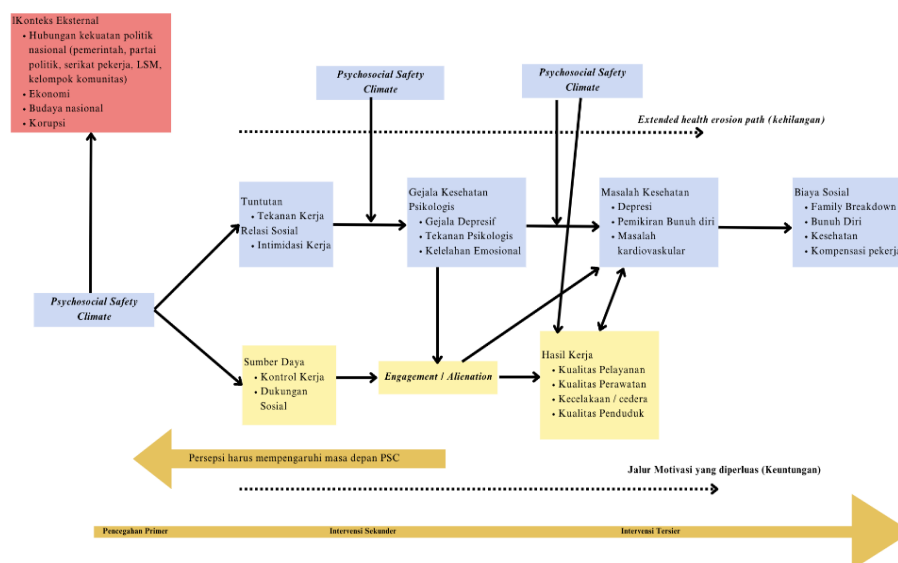 lKonteks Eksternal
• Hubungan kekuatan politik
nasional (pemerintah, partai
politik, serikat pekerja, LSM,
kelompok komunitas)
• Ekonomi
• Budaya nasional
• Korupsi
Psychosocial Safety
Climate
Psychosocial Safety
Climate
Extended health erosion path (kehilangan)
Tuntutan
• Tekanan Kerja
Relasi Sosial
• Intimidasi Kerja
Gejala Kesehatan
Psikologis
• Gejala Depresif
• Tekanan Psikologis
• Kelelahan Emosional
Masalah Kesehatan
• Depresi
• Pemikiran Bunuh diri
• Masalah
kardiovaskular
Biaya Sosial
• Family Breakdown
• Bunuh Diri
• Kesehatan
• Kompensasi pekerja
Psychosocial Safety
Climate
Sumber Daya
• Kontrol Kerja
• Dukungan
Sosial
Engagement / Alienation
Hasil Kerja
• Kualitas Pelayanan
• Kualitas Perawatan
• Kecelakaan / cedera
• Kualitas Penduduk
Persepsi harus mempengaruhi masa depan PSC
Jalur Motivasi yang diperluas (Keuntungan)
Pencegahan Primer
Intervensi Sekunder
Intervensi Tersier